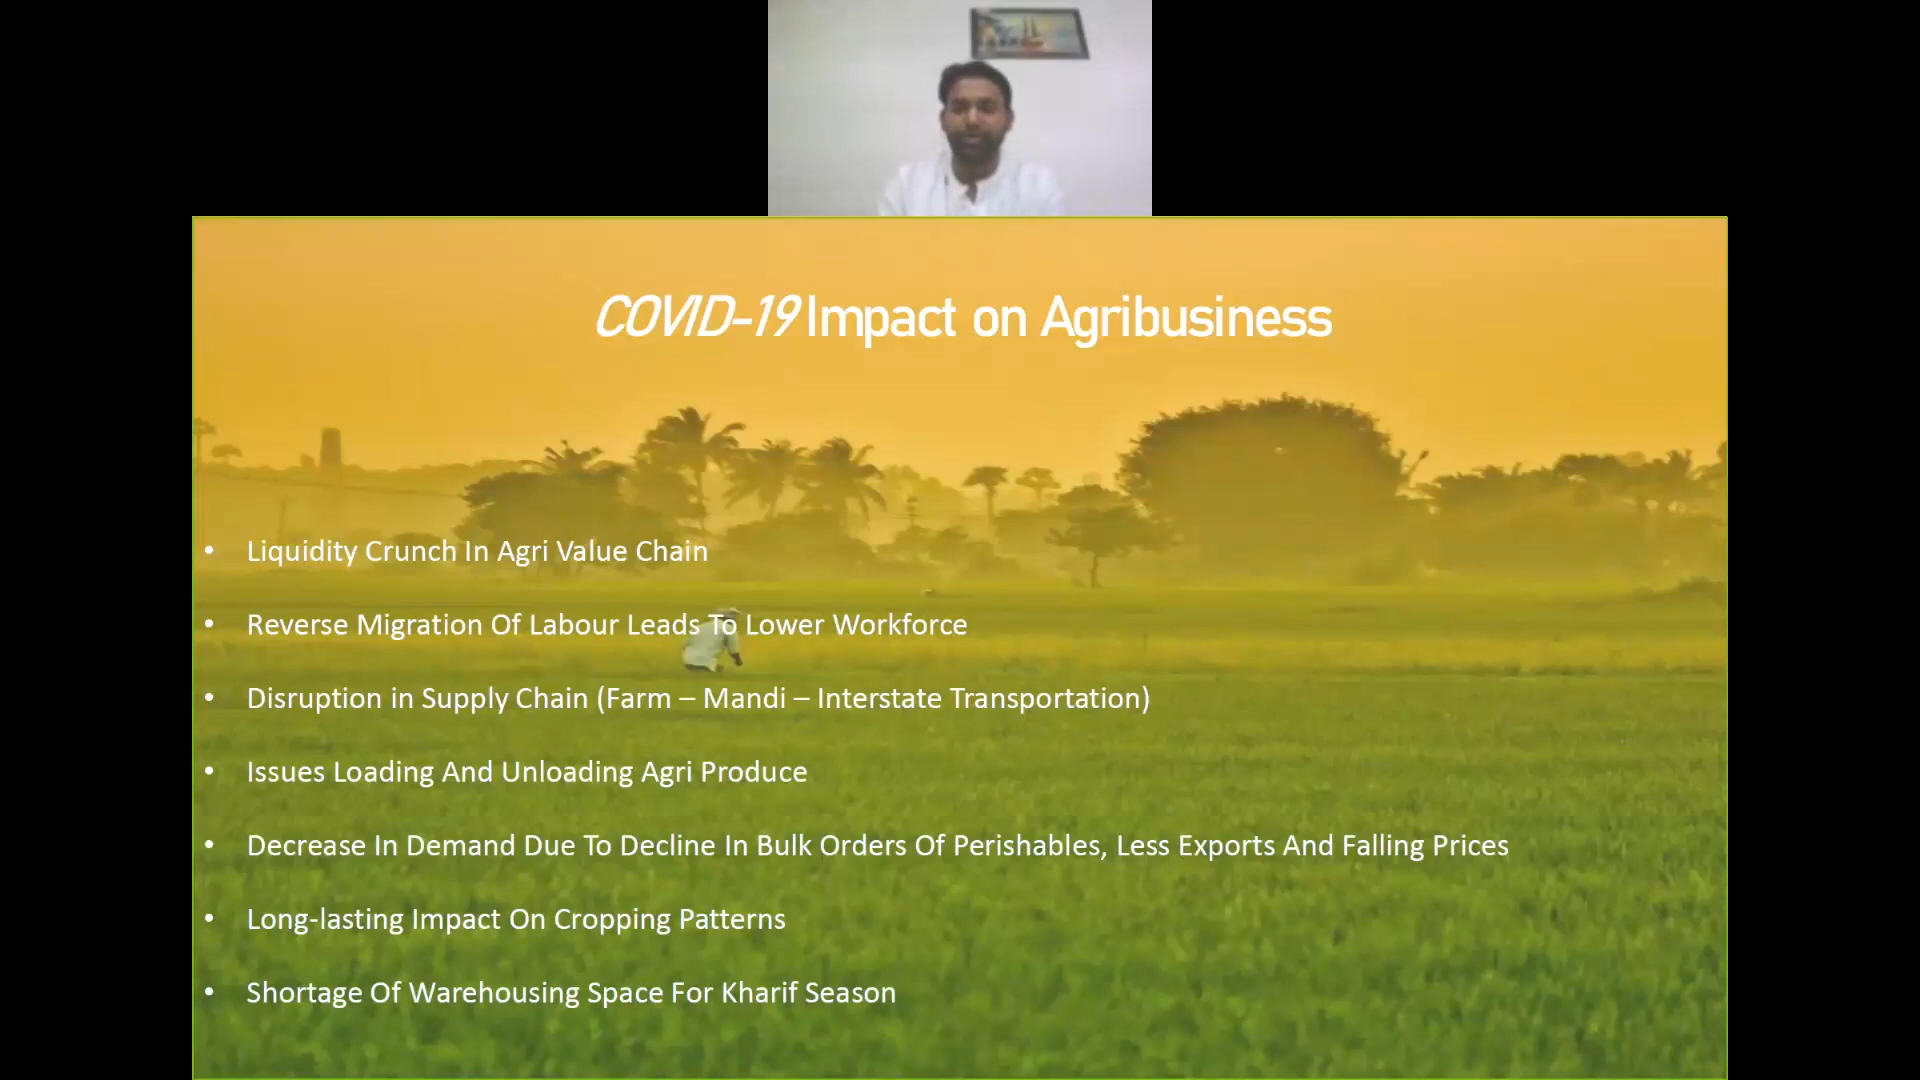 COVID-19 Impact on Agribusiness
• Liquidity Crunch In Agri Value Chain
• Reverse Migration Of Labour Leads To Lower Workforce
• Disruption in Supply Chain (Farm – Mandi – Interstate Transportation)
• Issues Loading And Unloading Agri Produce
• Decrease In Demand Due To Decline In Bulk Orders Of Perishables, Less Exports And Falling Prices
• Long-lasting Impact On Cropping Patterns
• Shortage Of Warehousing Space For Kharif Season